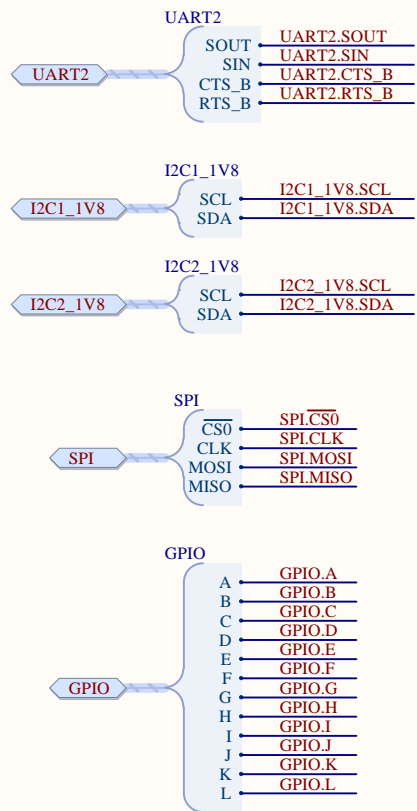 UART2
SOUT UART2.SOUT
SIN UART2.SIN
UART2 CTS_B UART2.CTS_B
RTS_B UART2.RTS_B
I2C1_1V8
SCL I2C1_1V8.SCL
I2C1_1V8 SDA I2C1_1V8.SDA
I2C2_1V8
SCL I2C2_1V8.SCL
I2C2_1V8 SDA I2C2_1V8.SDA
SPI
C̅S̅0̅ SPI.C̅S̅0̅
CLK SPI.CLK
SPI MOSI SPI.MOSI
MISO SPI.MISO
GPIO
A GPIO.A
B GPIO.B
C GPIO.C
D GPIO.D
E GPIO.E
F GPIO.F
GPIO G GPIO.G
H GPIO.H
I GPIO.I
J GPIO.J
K GPIO.K
L GPIO.L